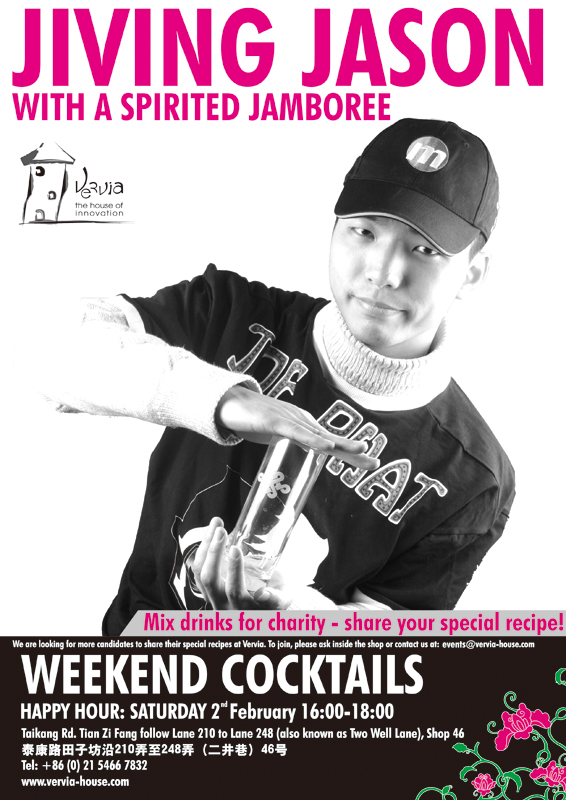 JIVING JASON
WITH A SPIRITED JAMBOREE
m
Vervia
the house of
innovation
JOE
Mix drinks for charity - share your special recipe!
We are looking for more candidates to share their special recipes at Vervia. To join, please ask inside the shop or contact us at: events@vervia-house.com
WEEKEND COCKTAILS
HAPPY HOUR: SATURDAY 2nd February 16:00-18:00
Taikang Rd. Tian Zi Fang follow Lane 210 to Lane 248 (also known as Two Well Lane), Shop 46
泰康路田子坊沿210弄至248弄 (二井巷) 46号
Tel: +86 (0) 21 5466 7832
www.vervia-house.com